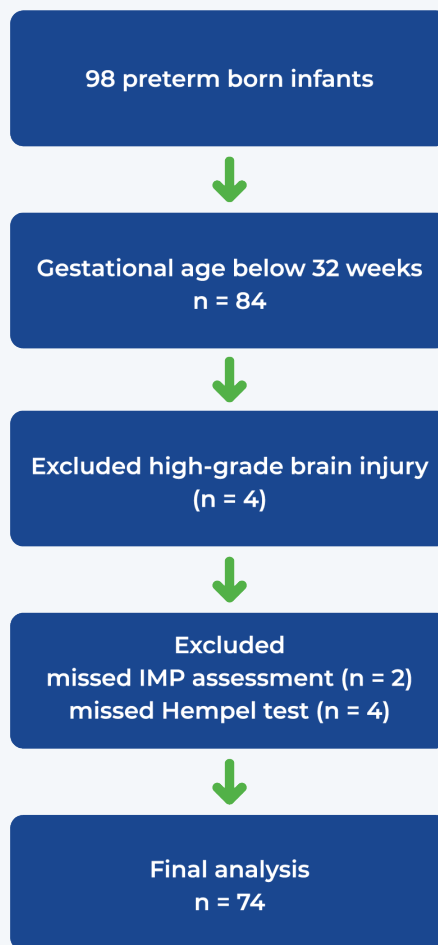 98 preterm born infants
Gestational age below 32 weeks
n = 84
Excluded high-grade brain injury
(n = 4)
Excluded
missed IMP assessment (n = 2)
missed Hempel test (n = 4)
Final analysis
n = 74